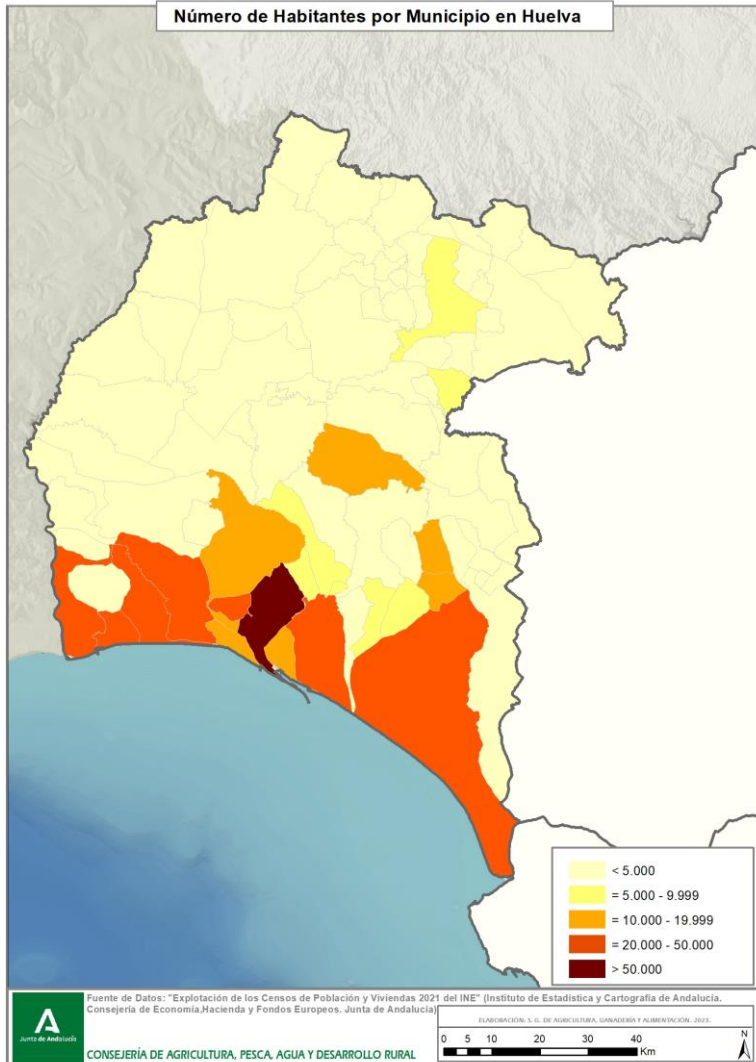 Número de Habitantes por Municipio en Huelva
< 5.000
= 5.000 - 9.999
= 10.000 - 19.999
= 20.000 - 50.000
> 50.000
Fuente de Datos: "Explotación de los Censos de Población y Viviendas 2021 del INE" (Instituto de Estadística y Cartografía de Andalucía.
Consejería de Economía,Hacienda y Fondos Europeos. Junta de Andalucía)
ELABORACIÓN: S. G. DE AGRICULTURA, GANADERÍA Y ALIMENTACIÓN. 2023.
0 5 10 20 30 40
Km
N
A
Junta de Andalucía
CONSEJERÍA DE AGRICULTURA, PESCA, AGUA Y DESARROLLO RURAL